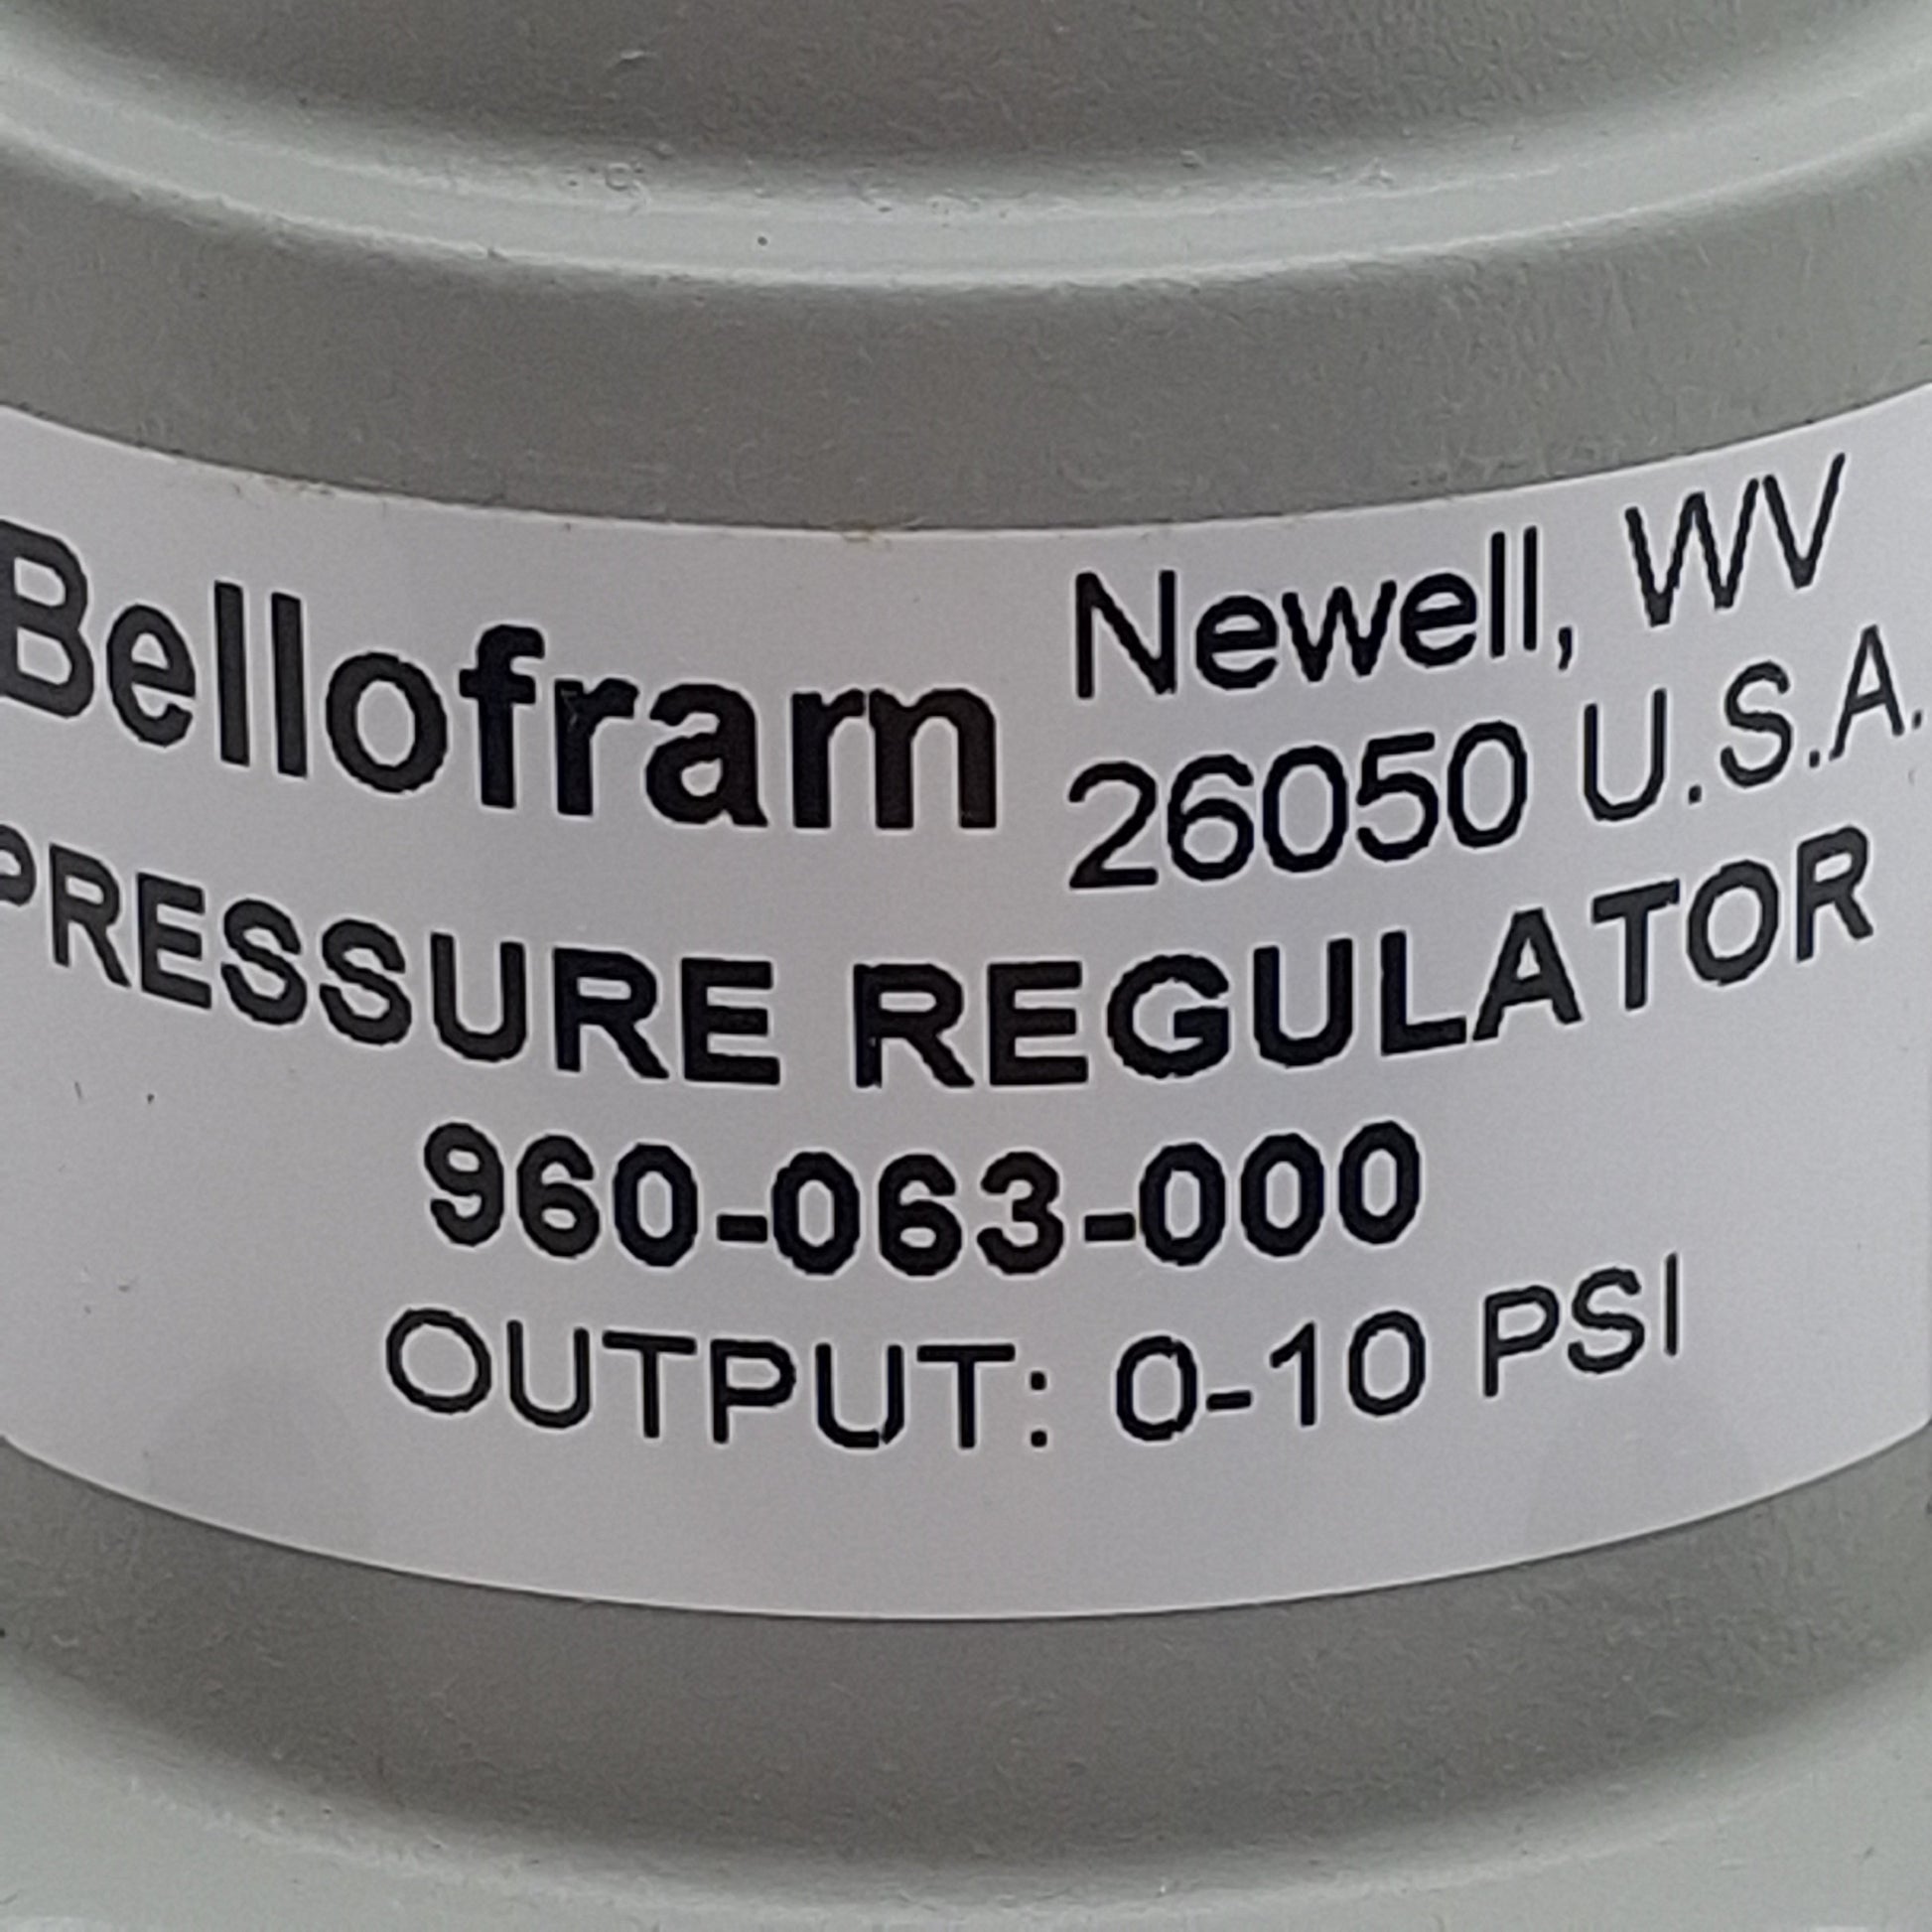 Bellofram
Newell, WV
26050 U.S.A.
PRESSURE REGULATOR
960-063-000
OUTPUT: 0-10 PSI